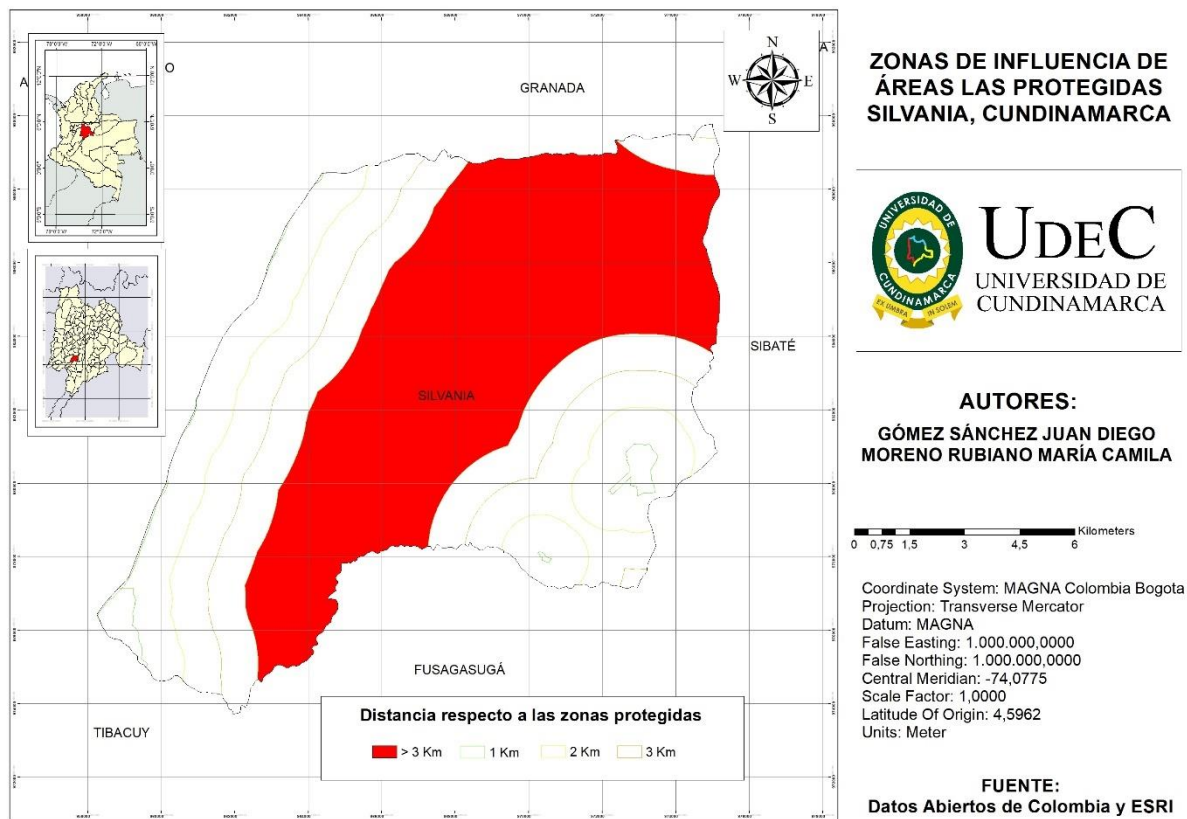 GRANADA
A
O
A
N
W
E
S
SIBATÉ
SILVANIA
FUSAGASUGÁ
TIBACUY
Distancia respecto a las zonas protegidas
> 3 Km
1 Km
2 Km
3 Km
ZONAS DE INFLUENCIA DE
ÁREAS LAS PROTEGIDAS
SILVANIA, CUNDINAMARCA
UNIVERSIDAD DE
CUNDINAMARCA
EX UMBRA
IN SOLEM
UDEC
UNIVERSIDAD DE
CUNDINAMARCA
AUTORES:
GÓMEZ SÁNCHEZ JUAN DIEGO
MORENO RUBIANO MARÍA CAMILA
Kilometers
0 0,75 1,5 3 4,5 6
Coordinate System: MAGNA Colombia Bogota
Projection: Transverse Mercator
Datum: MAGNA
False Easting: 1.000.000,0000
False Northing: 1.000.000,0000
Central Meridian: -74,0775
Scale Factor: 1,0000
Latitude Of Origin: 4,5962
Units: Meter
FUENTE:
Datos Abiertos de Colombia y ESRI